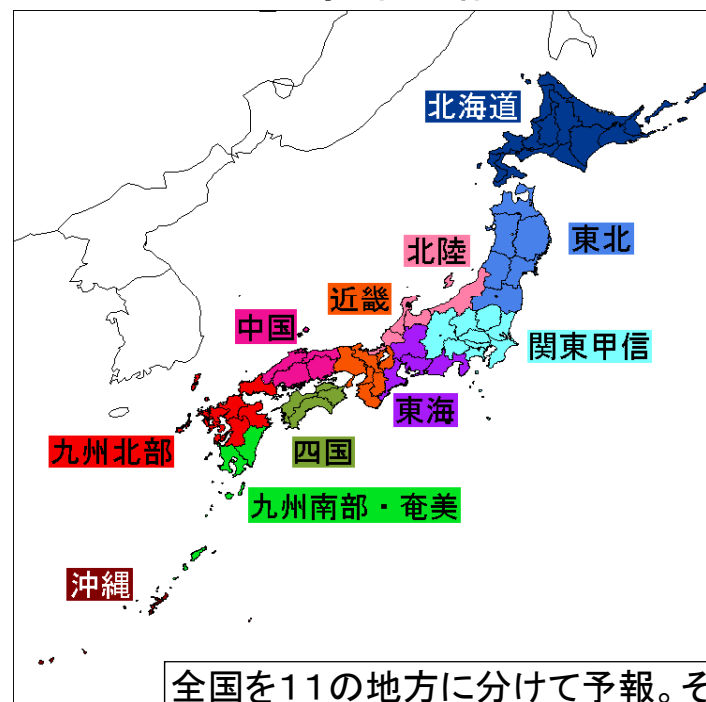 北海道
東北
北陸
近畿
中国
関東甲信
東海
九州北部
四国
九州南部・奄美
沖縄
全国を11の地方に分けて予報。そ